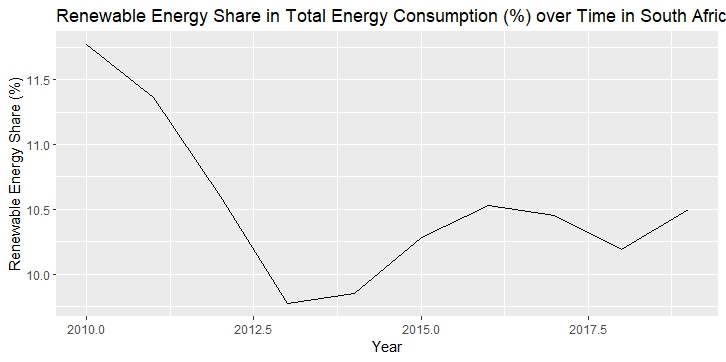 Renewable Energy Share in Total Energy Consumption (%) over Time in South Afric
Renewable Energy Share (%)
11.5
11.0
10.5
10.0
2010.0 2012.5 2015.0 2017.5
Year